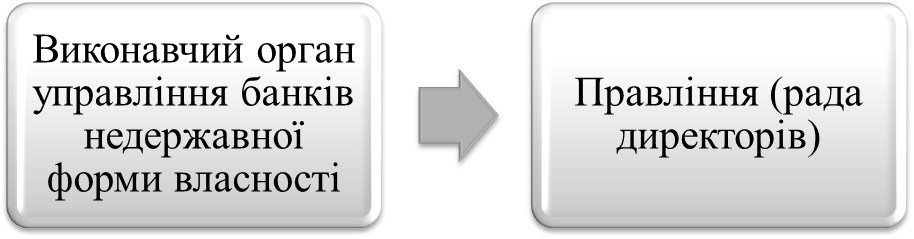 Виконавчий орган
управління банків
недержавної
форми власності
Правління (рада
директорів)